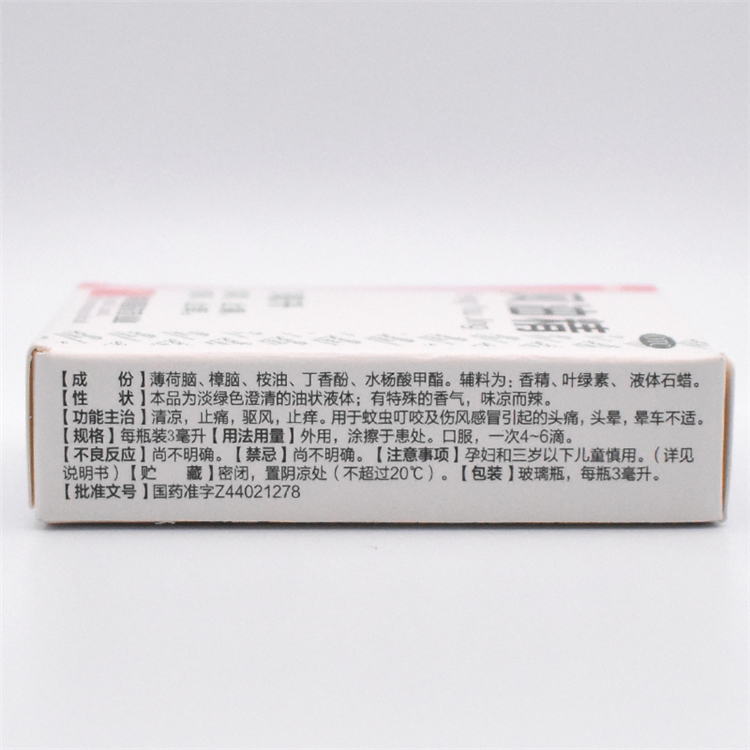 【成　份】薄荷脑、樟脑、桉油、丁香酚、水杨酸甲酯。辅料为：香精、叶绿素、液体石蜡。
【性　状】本品为淡绿色澄清的油状液体；有特殊的香气，味凉而辣。
【功能主治】清凉，止痛，驱风，止痒。用于蚊虫叮咬及伤风感冒引起的头痛，头晕，晕车不适。
【规格】每瓶装3毫升【用法用量】外用，涂擦于患处。口服，一次4~6滴。
【不良反应】尚不明确。【禁忌】尚不明确。【注意事项】孕妇和三岁以下儿童慎用。（详见
说明书）【贮　藏】密闭，置阴凉处（不超过20℃）。【包装】玻璃瓶，每瓶3毫升。
【批准文号】国药准字Z44021278